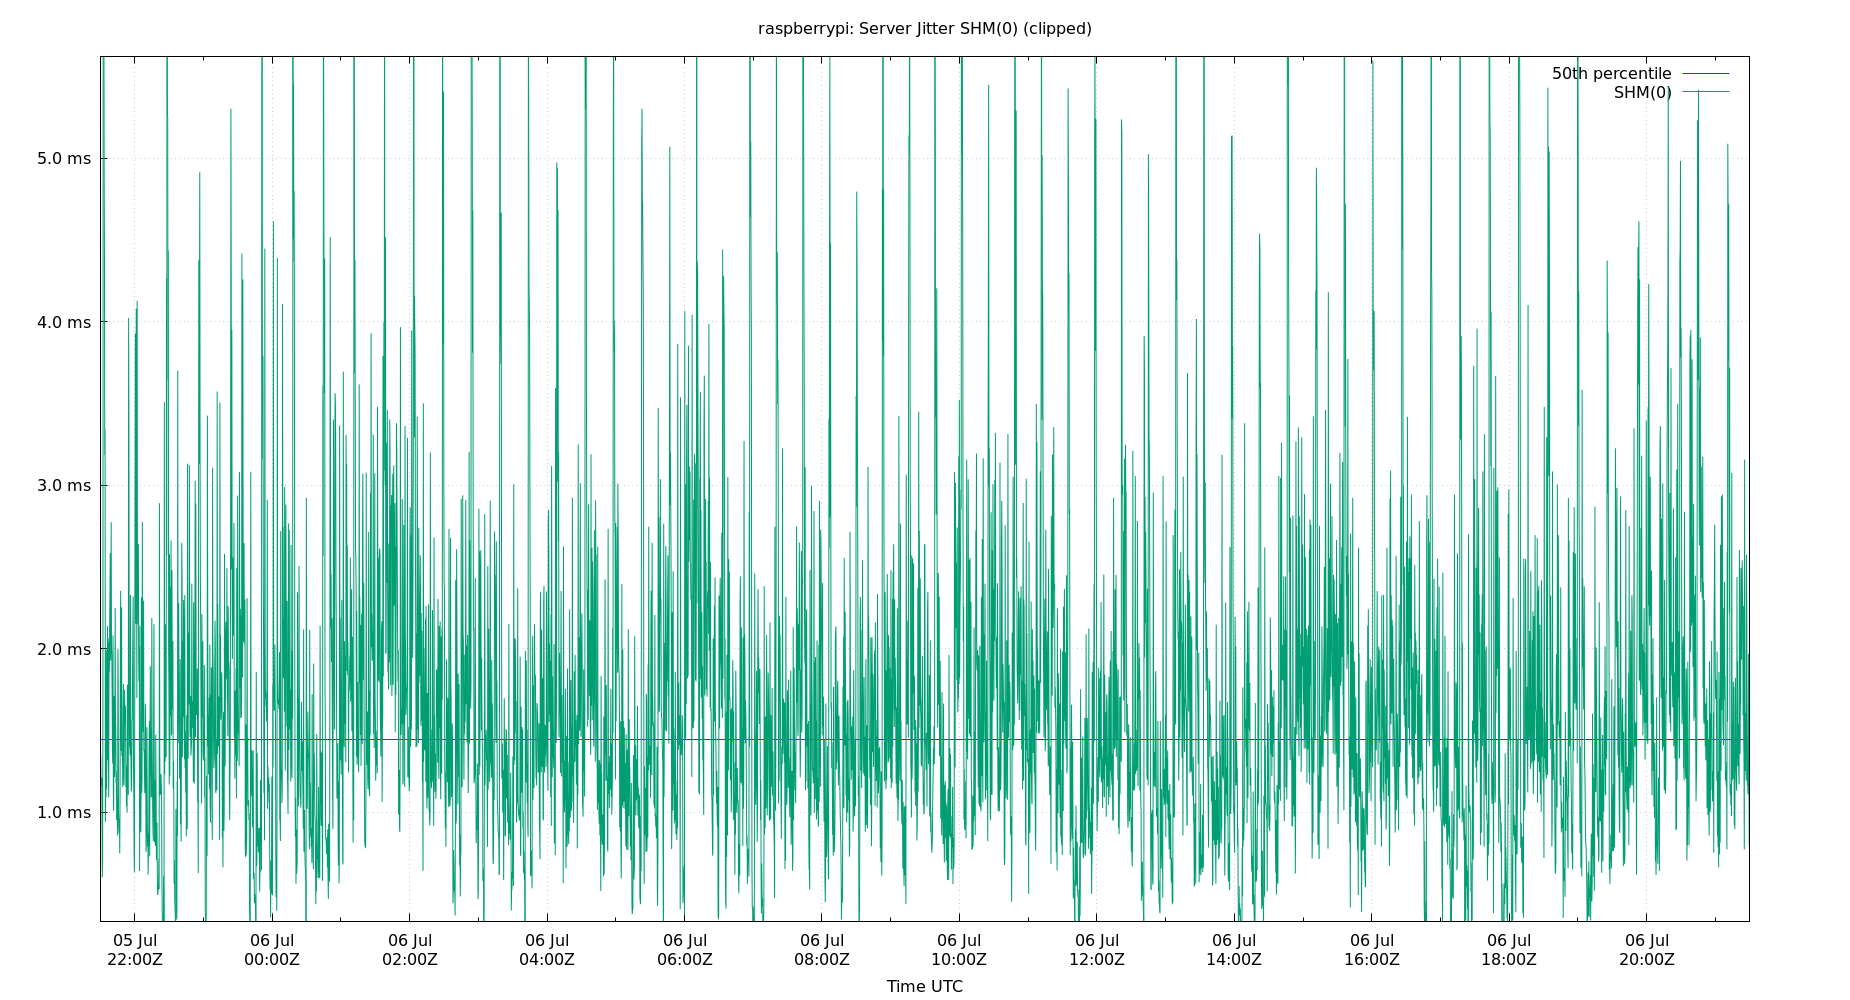 raspberrypi: Server Jitter SHM(0) (clipped)
50th percentile
SHM(0)
5.0 ms
4.0 ms
3.0 ms
2.0 ms
1.0 ms
05 Jul 06 Jul 06 Jul 06 Jul 06 Jul 06 Jul 06 Jul 06 Jul 06 Jul 06 Jul 06 Jul 06 Jul
22:00Z 00:00Z 02:00Z 04:00Z 06:00Z 08:00Z 10:00Z 12:00Z 14:00Z 16:00Z 18:00Z 20:00Z
Time UTC